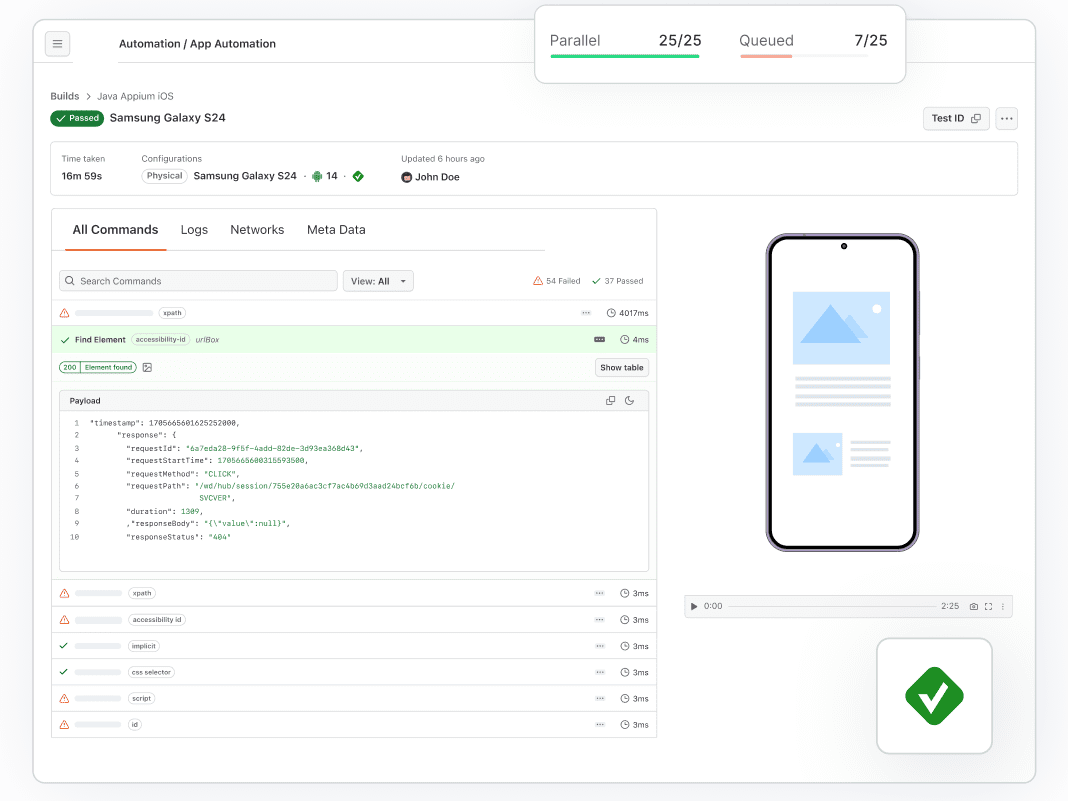 Parallel 25/25 Queued 7/25
Automation / App Automation
Builds > Java Appium iOS
Passed Samsung Galaxy S24
Test ID
Time taken Configurations Updated 6 hours ago
16m 59s Physical Samsung Galaxy S24 · 14 · John Doe
All Commands Logs Networks Meta Data
Search Commands View: All 54 Failed 37 Passed
xpath 4017ms
Find Element accessibility-id urlBox 4ms
200 Element found Show table
Payload
1 "timestamp": 1705665601625252000,
2 "response": {
3 "requestId": "6a7eda28-9f5f-4add-82de-3d93ea368d43",
4 "requestStartTime": 1705665600315593500,
5 "requestMethod": "CLICK",
6 "requestPath": "/wd/hub/session/755e20a6ac3cf7ac4b69d3aad24bcf6b/cookie/
7 SVCVER",
8 "duration": 1309,
9 ,"responseBody": "{\"value\":null}",
10 "responseStatus": "404"
xpath 3ms
accessibility id 3ms
implicit 3ms
css selector 3ms
script 3ms
id 3ms
0:00 2:25